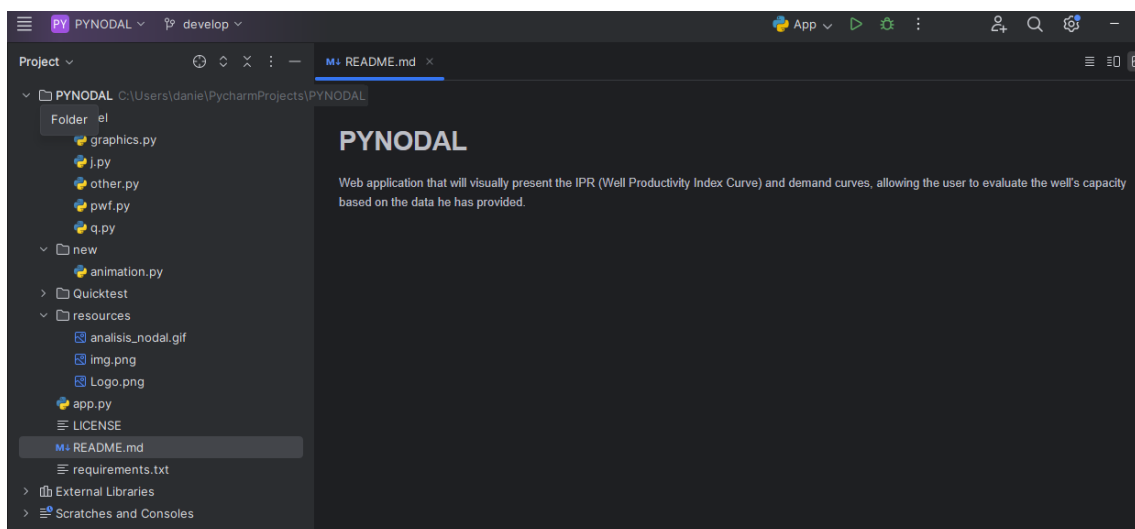 PY PYNODAL develop App
Project
README.md
PYNODAL C:\Users\danie\PycharmProjects\PYNODAL
Folder
graphics.py
j.py
other.py
pwf.py
q.py
new
animation.py
Quicktest
resources
analisis_nodal.gif
img.png
Logo.png
app.py
LICENSE
README.md
requirements.txt
External Libraries
Scratches and Consoles
PYNODAL
Web application that will visually present the IPR (Well Productivity Index Curve) and demand curves, allowing the user to evaluate the well's capacity
based on the data he has provided.